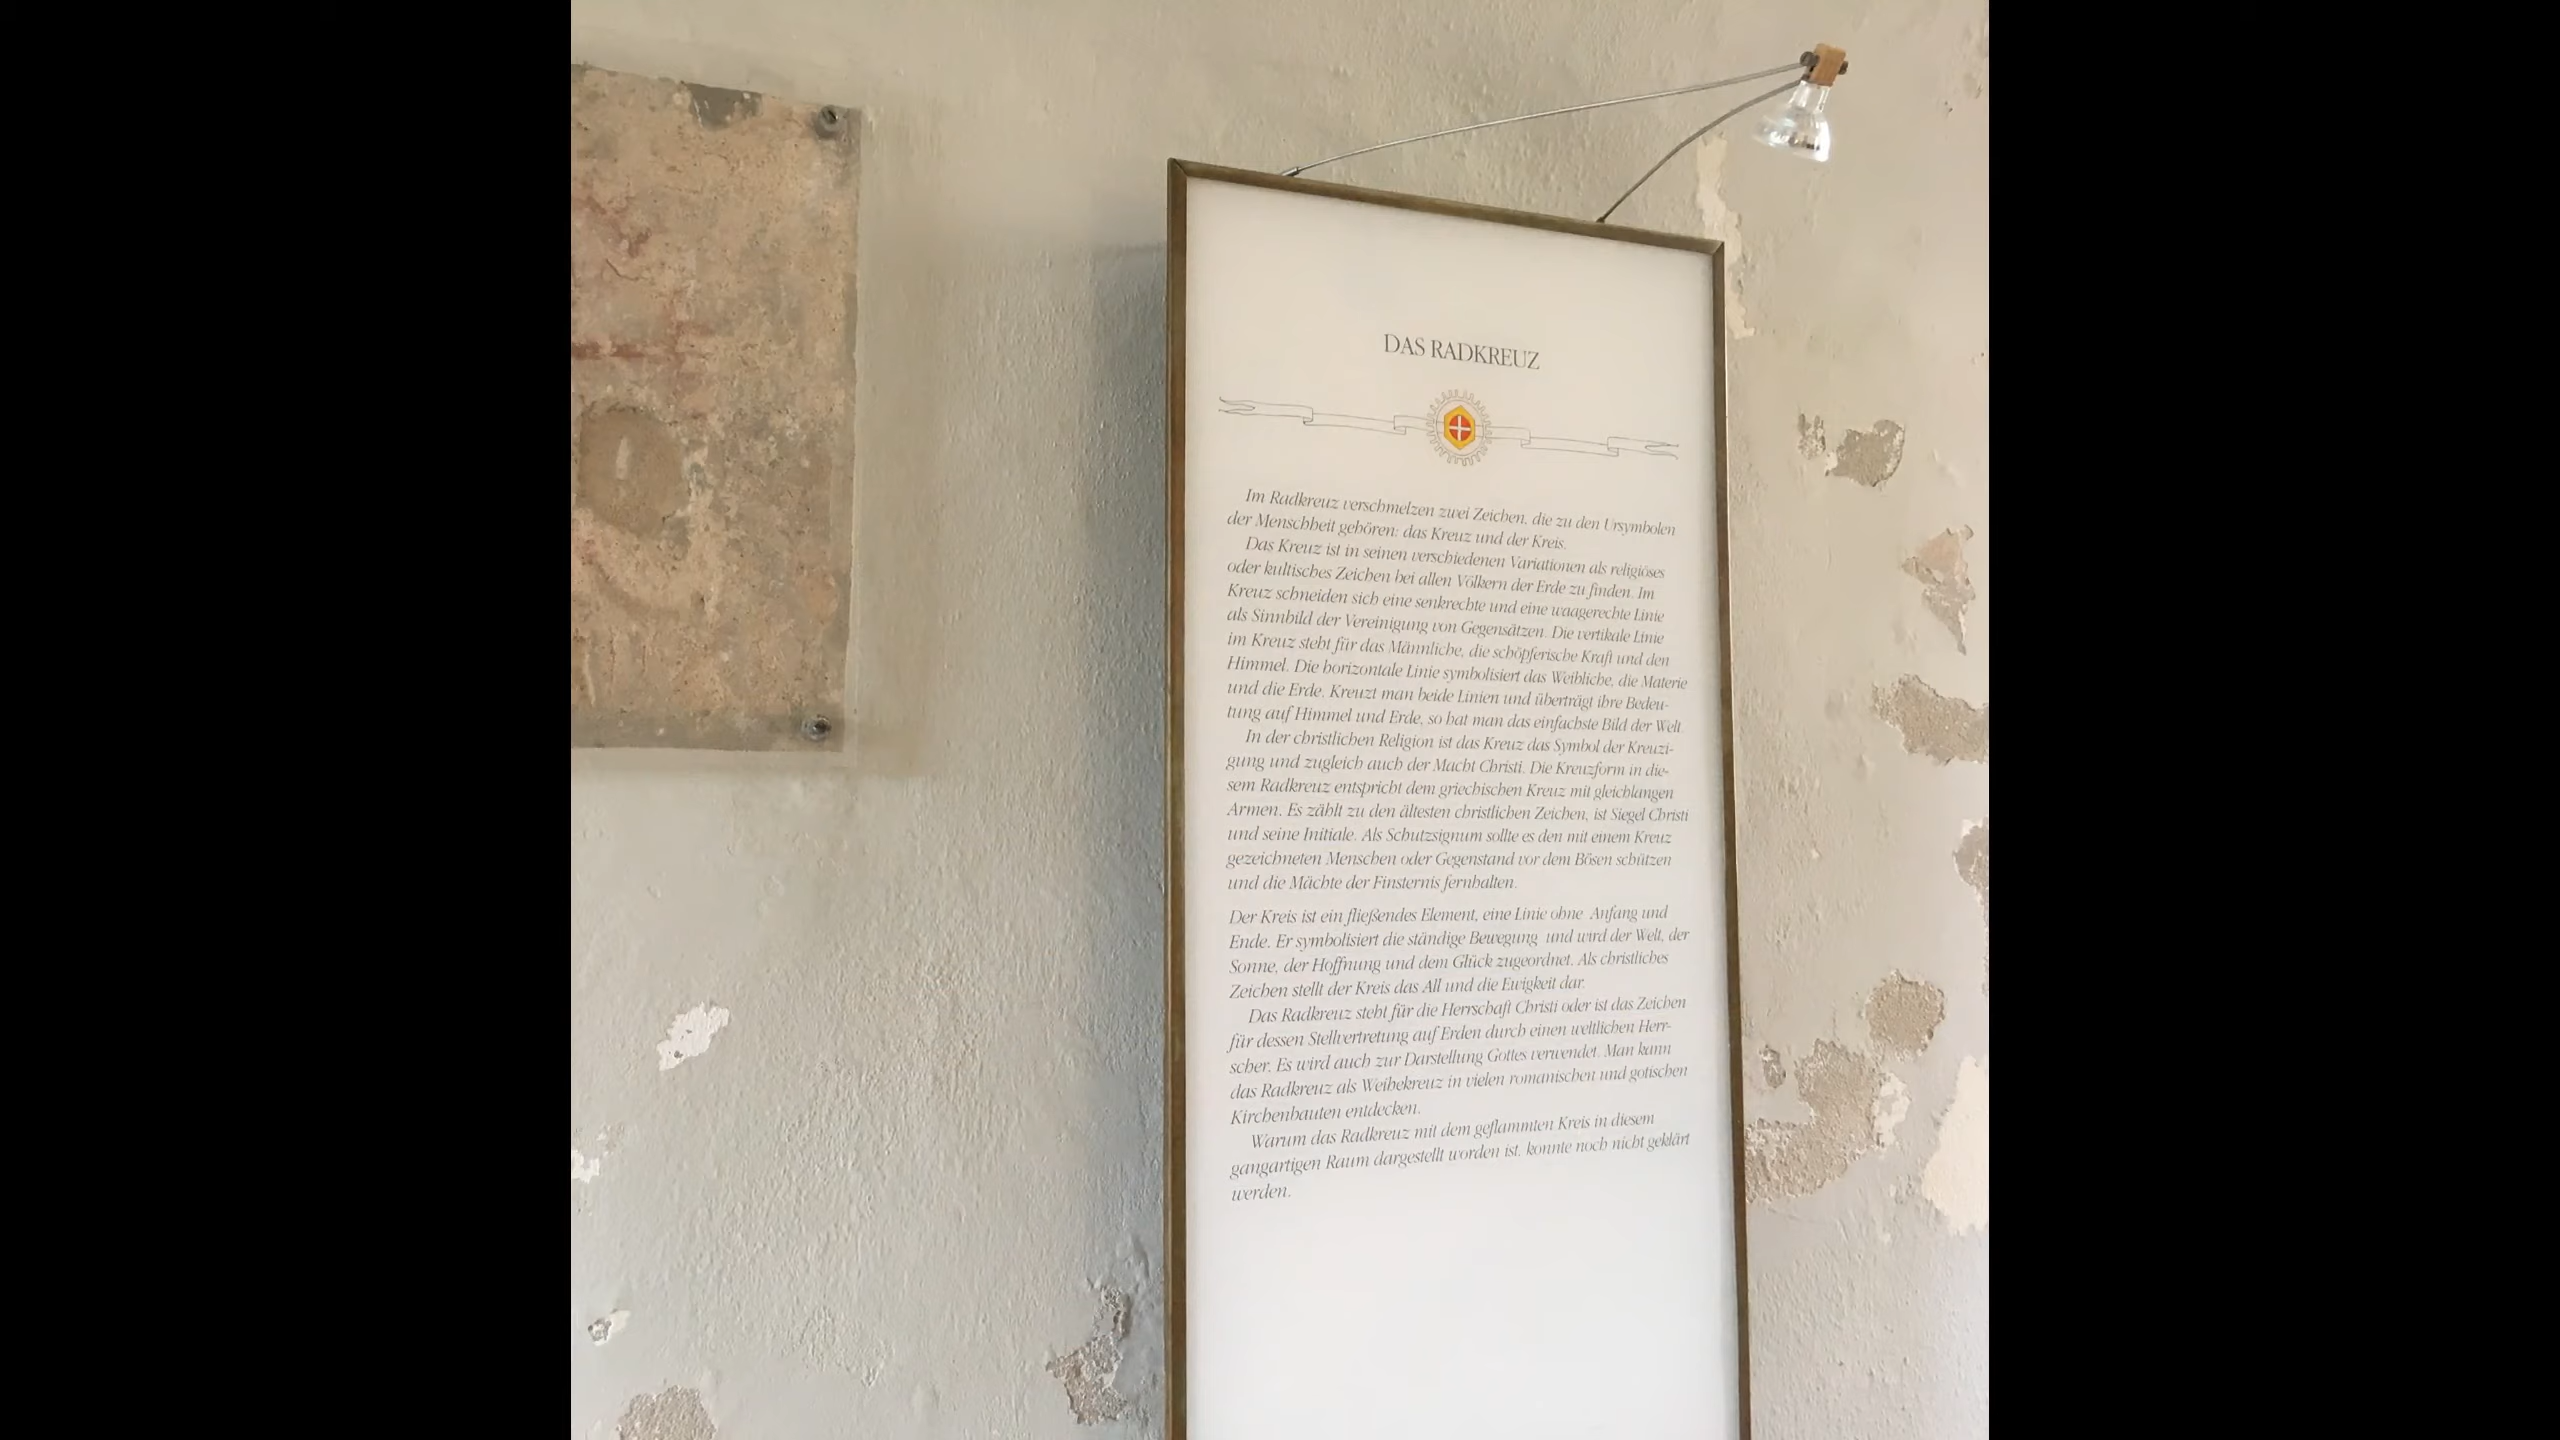 DAS RADKREUZ
Im Radkreuz verschmelzen zwei Zeichen, die zu den Ursymbolen
der Menschheit gehören: das Kreuz und der Kreis.
Das Kreuz ist in seinen verschiedenen Variationen als religiöses
oder kultisches Zeichen bei allen Völkern der Erde zu finden. Im
Kreuz schneiden sich eine senkrechte und eine waagerechte Linie
als Sinnbild der Vereinigung von Gegensätzen. Die vertikale Linie
im Kreuz steht für das Männliche, die schöpferische Kraft und den
Himmel. Die horizontale Linie symbolisiert das Weibliche, die Materie
und die Erde. Kreuzt man beide Linien und überträgt ihre Bedeu-
tung auf Himmel und Erde, so hat man das einfachste Bild der Welt.
In der christlichen Religion ist das Kreuz das Symbol der Kreuzi-
gung und zugleich auch der Macht Christi. Die Kreuzform in die-
sem Radkreuz entspricht dem griechischen Kreuz mit gleichlangen
Armen. Es zählt zu den ältesten christlichen Zeichen, ist Siegel Christi
und seine Initiale. Als Schutzsignum sollte es den mit einem Kreuz
gezeichneten Menschen oder Gegenstand vor dem Bösen schützen
und die Mächte der Finsternis fernhalten.
Der Kreis ist ein fließendes Element, eine Linie ohne Anfang und
Ende. Er symbolisiert die ständige Bewegung und wird der Welt, der
Sonne, der Hoffnung und dem Glück zugeordnet. Als christliches
Zeichen stellt der Kreis das All und die Ewigkeit dar.
Das Radkreuz steht für die Herrschaft Christi oder ist das Zeichen
für dessen Stellvertretung auf Erden durch einen weltlichen Herr-
scher. Es wird auch zur Darstellung Gottes verwendet. Man kann
das Radkreuz als Weihekreuz in vielen romanischen und gotischen
Kirchenbauten entdecken.
Warum das Radkreuz mit dem geflammten Kreis in diesem
gangartigen Raum dargestellt worden ist, konnte noch nicht geklärt
werden.